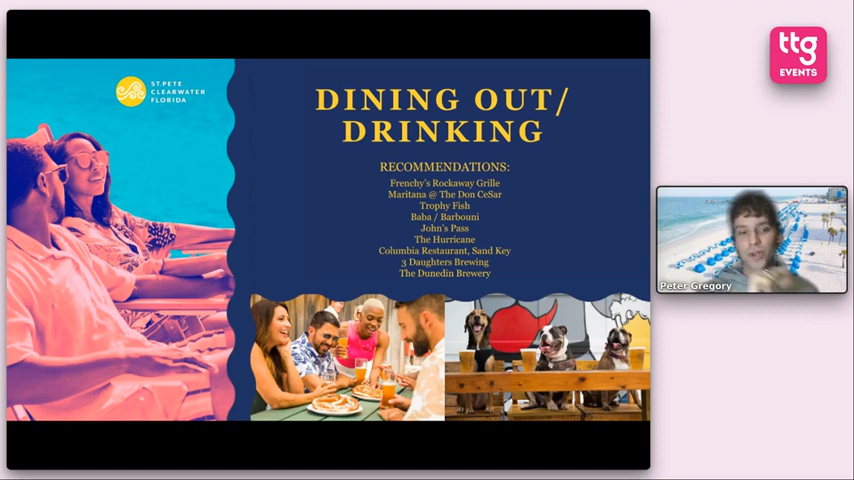 ST.PETE
CLEARWATER
FLORIDA
DINING OUT/
DRINKING
RECOMMENDATIONS:
Frenchy's Rockaway Grille
Maritana @ The Don CeSar
Trophy Fish
Baba / Barbouni
John's Pass
The Hurricane
Columbia Restaurant, Sand Key
3 Daughters Brewing
The Dunedin Brewery
ttg
EVENTS
Peter Gregory